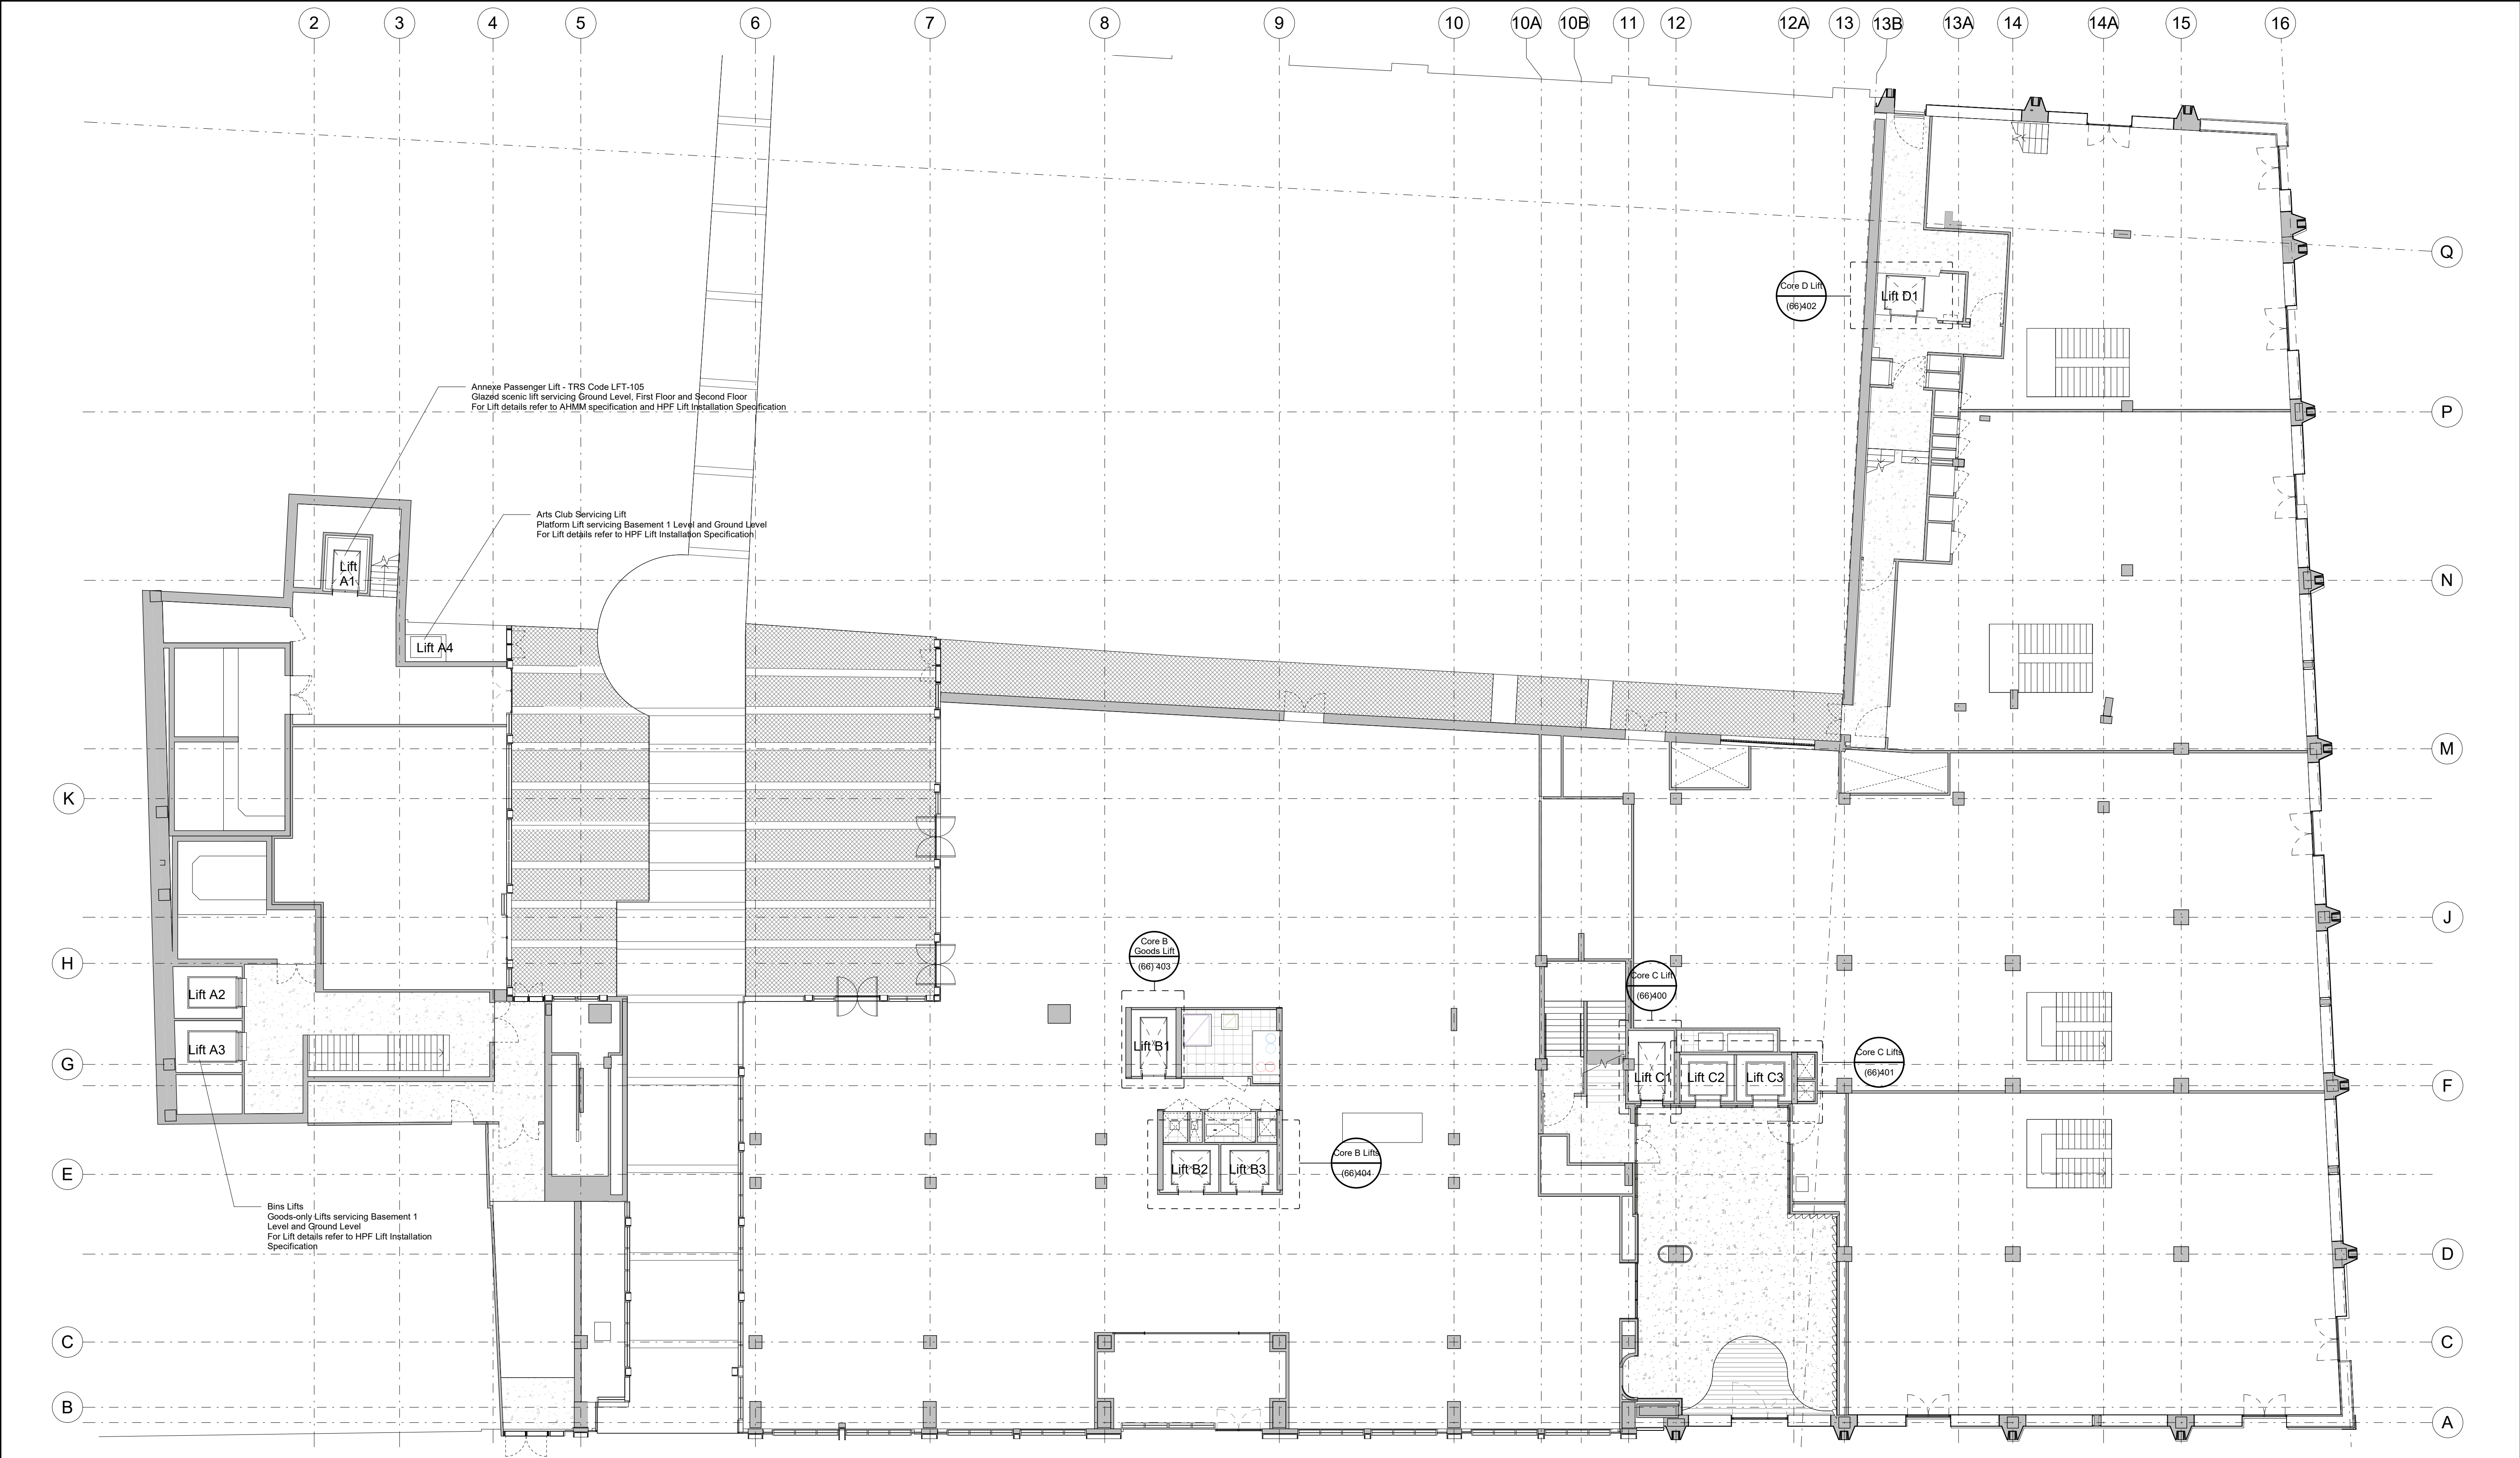 2
3
4
5
6
7
8
9
10
10A
10B
11
12
12A
13
13B
13A
14
14A
15
16
Q
Core D Lift
(66)402
Lift D1
Annexe Passenger Lift - TRS Code LFT-105
Glazed scenic lift servicing Ground Level, First Floor and Second Floor
For Lift details refer to AHMM specification and HPF Lift Installation Specification
P
Arts Club Servicing Lift
Platform Lift servicing Basement 1 Level and Ground Level
For Lift details refer to HPF Lift Installation Specification
Lift
A1
N
Lift A4
M
K
J
Core B
Goods Lift
(66) 403
H
Core C Lift
(66)400
Lift A2
Lift A3
Lift B1
G
Core C Lifts
(66)401
Lift C1
Lift C2
Lift C3
F
Core B Lifts
(66)404
Lift B2
Lift B3
E
Bins Lifts
Goods-only Lifts servicing Basement 1
Level and Ground Level
For Lift details refer to HPF Lift Installation
Specification
D
C
C
B
A